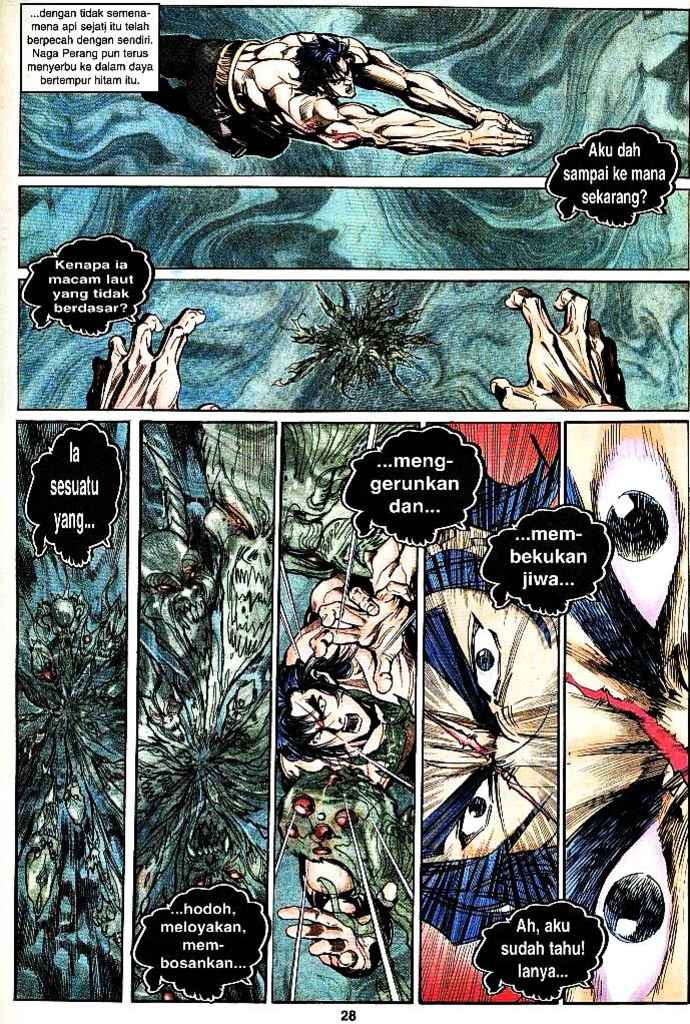 ...dengan tidak semena-
mena api sejati itu telah
berpecah dengan sendiri.
Naga Perang pun terus
menyerbu ke dalam daya
bertempur hitam itu.
Aku dah
sampai ke mana
sekarang?
Kenapa ia
macam laut
yang tidak
berdasar?
Ia
sesuatu
yang...
...hodoh,
meloyakan,
mem-
bosankan...
...meng-
gerunkan
dan...
...mem-
bekukan
jiwa...
Ah, aku
sudah tahu!
Ianya...
28